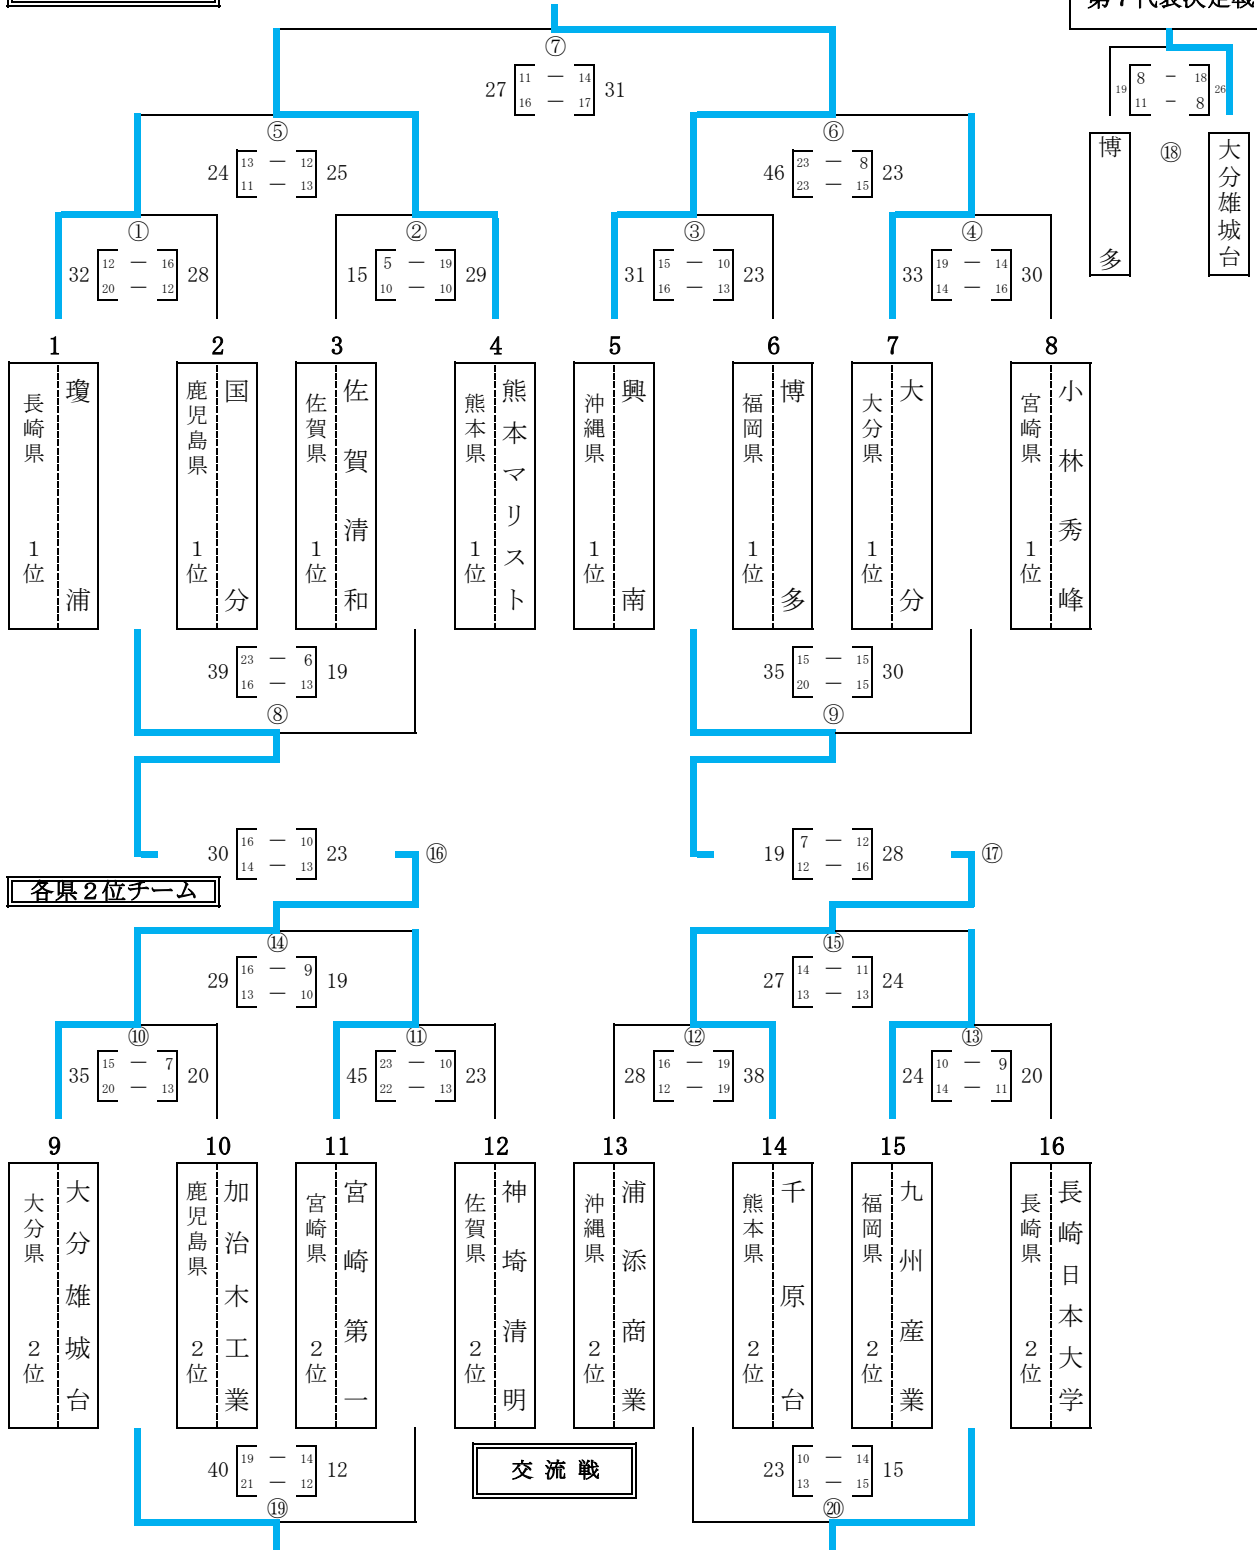 第７代表決定戦
⑦
27 11 － 14 31
16 － 17
19 8 － 18 26
11 － 8
⑱
博多
大分雄城台
⑤
24 13 － 12 25
11 － 13
⑥
46 23 － 8 23
23 － 15
①
32 12 － 16 28
20 － 12
②
15 5 － 19 29
10 － 10
③
31 15 － 10 23
16 － 13
④
33 19 － 14 30
14 － 16
1 2 3 4 5 6 7 8
長崎県 1位 瓊浦
鹿児島県 1位 国分
佐賀県 1位 佐賀清和
熊本県 1位 熊本マリスト
沖縄県 1位 興南
福岡県 1位 博多
大分県 1位 大分
宮崎県 1位 小林秀峰
39 23 － 6 19
16 － 13
⑧
35 15 － 15 30
20 － 15
⑨
30 16 － 10 23
14 － 13
⑯
19 7 － 12 28
12 － 16
⑰
各県２位チーム
⑭
29 16 － 9 19
13 － 10
⑮
27 14 － 11 24
13 － 13
⑩
35 15 － 7 20
20 － 13
⑪
45 23 － 10 23
22 － 13
⑫
28 16 － 19 38
12 － 19
⑬
24 10 － 9 20
14 － 11
9 10 11 12 13 14 15 16
大分県 2位 大分雄城台
鹿児島県 2位 加治木工業
宮崎県 2位 宮崎第一
佐賀県 2位 神埼清明
沖縄県 2位 浦添商業
熊本県 2位 千原台
福岡県 2位 九州産業
長崎県 2位 長崎日本大学
40 19 － 14 12
21 － 12
⑲
交流戦
23 10 － 14 15
13 － 15
⑳